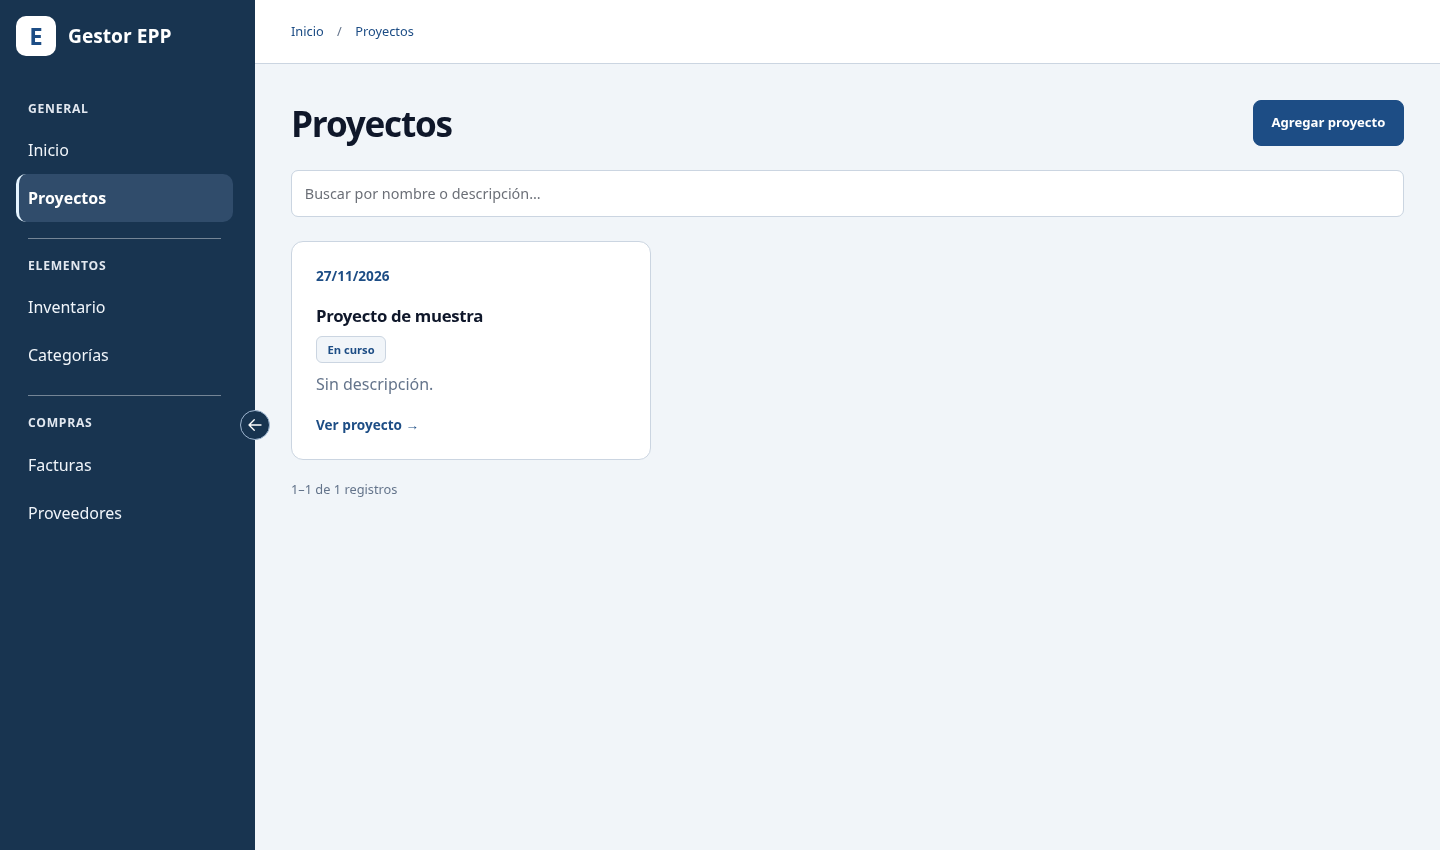 E Gestor EPP
GENERAL
Inicio
Proyectos
ELEMENTOS
Inventario
Categorías
COMPRAS
Facturas
Proveedores
Inicio / Proyectos
Proyectos
Agregar proyecto
Buscar por nombre o descripción...
27/11/2026
Proyecto de muestra
En curso
Sin descripción.
Ver proyecto →
1–1 de 1 registros